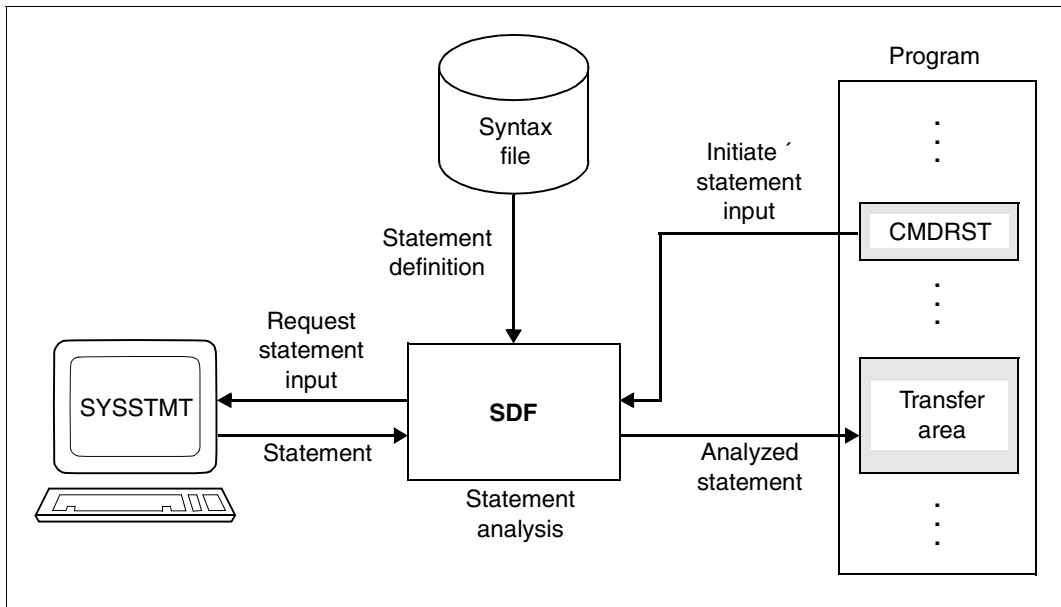 Program
Syntax
file
Initiate ´
statement
input
CMDRST
Statement
definition
Request
statement
input
SYSSTMT
SDF
Transfer
area
Statement
Analyzed
statement
Statement
analysis